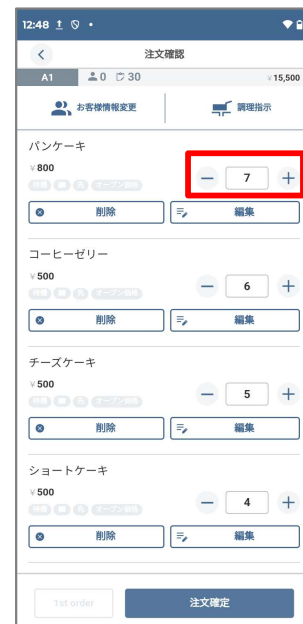 12:48
注文確認
A1 0 30 ¥15,500
お客様情報変更 調理指示
パンケーキ
¥800
7
削除 編集
コーヒーゼリー
¥500
6
削除 編集
チーズケーキ
¥500
5
削除 編集
ショートケーキ
¥500
4
削除 編集
1st order 注文確定